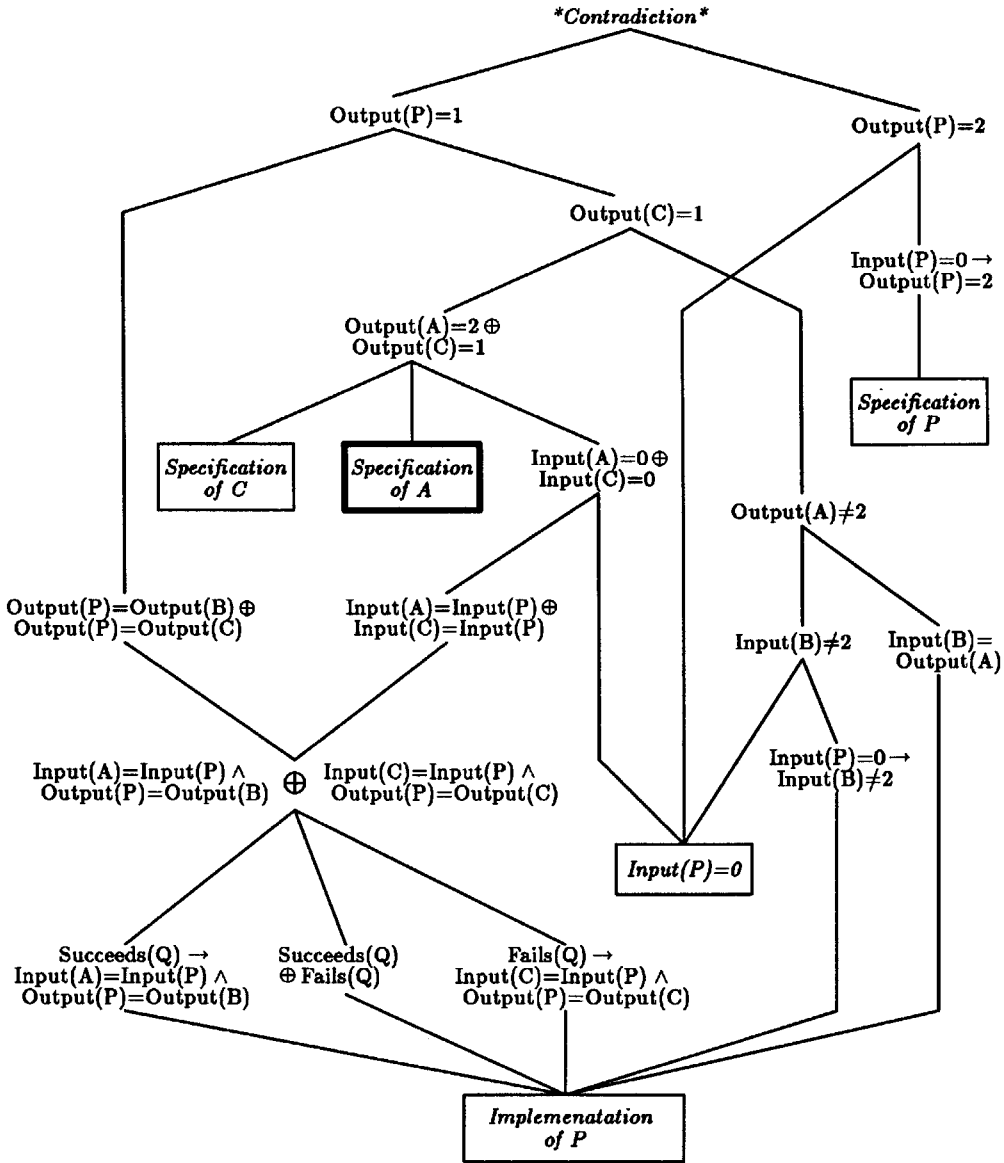 *Contradiction*
Output(P)=1
Output(P)=2
Output(C)=1
Input(P)=0 →
Output(P)=2
Output(A)=2 ⊕
Output(C)=1
Specification
of P
Specification
of C
Specification
of A
Input(A)=0 ⊕
Input(C)=0
Output(A)≠2
Output(P)=Output(B) ⊕
Output(P)=Output(C)
Input(A)=Input(P) ⊕
Input(C)=Input(P)
Input(B)≠2
Input(B)=
Output(A)
Input(P)=0 →
Input(B)≠2
Input(A)=Input(P) ∧
Output(P)=Output(B)
⊕
Input(C)=Input(P) ∧
Output(P)=Output(C)
Input(P)=0
Succeeds(Q) →
Input(A)=Input(P) ∧
Output(P)=Output(B)
Succeeds(Q)
⊕ Fails(Q)
Fails(Q) →
Input(C)=Input(P) ∧
Output(P)=Output(C)
Implemenatation
of P